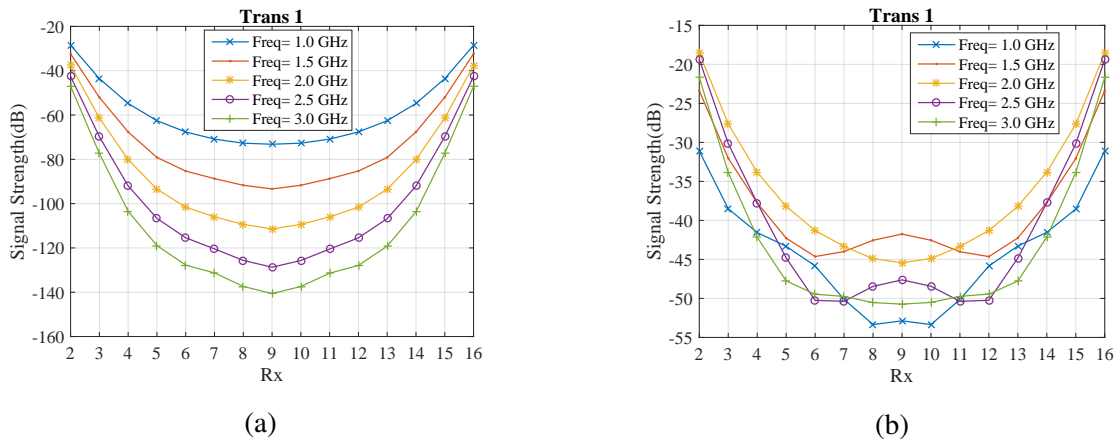 Trans 1
-20
-40
-60
-80
-100
-120
-140
-160
Signal Strength(dB)
2 3 4 5 6 7 8 9 10 11 12 13 14 15 16
Rx
Freq= 1.0 GHz
Freq= 1.5 GHz
Freq= 2.0 GHz
Freq= 2.5 GHz
Freq= 3.0 GHz
(a)
Trans 1
-15
-20
-25
-30
-35
-40
-45
-50
-55
Signal Strength(dB)
2 3 4 5 6 7 8 9 10 11 12 13 14 15 16
Rx
Freq= 1.0 GHz
Freq= 1.5 GHz
Freq= 2.0 GHz
Freq= 2.5 GHz
Freq= 3.0 GHz
(b)